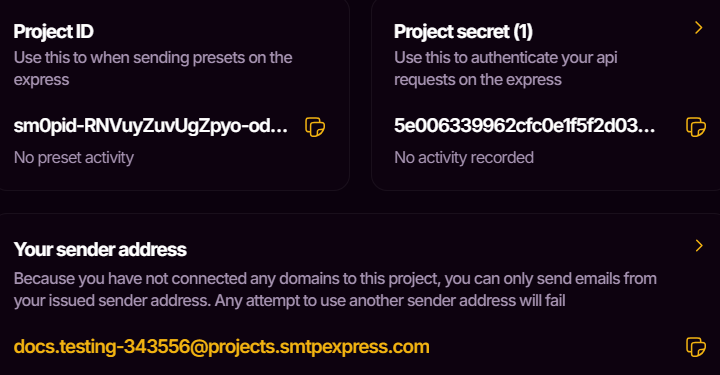 Project ID
Use this to when sending presets on the
express
sm0pid-RNVuyZuvUgZpyo-od...
No preset activity
Project secret (1)
Use this to authenticate your api
requests on the express
5e006339962cfc0e1f5f2d03...
No activity recorded
Your sender address
Because you have not connected any domains to this project, you can only send emails from
your issued sender address. Any attempt to use another sender address will fail
docs.testing-343556@projects.smtpexpress.com